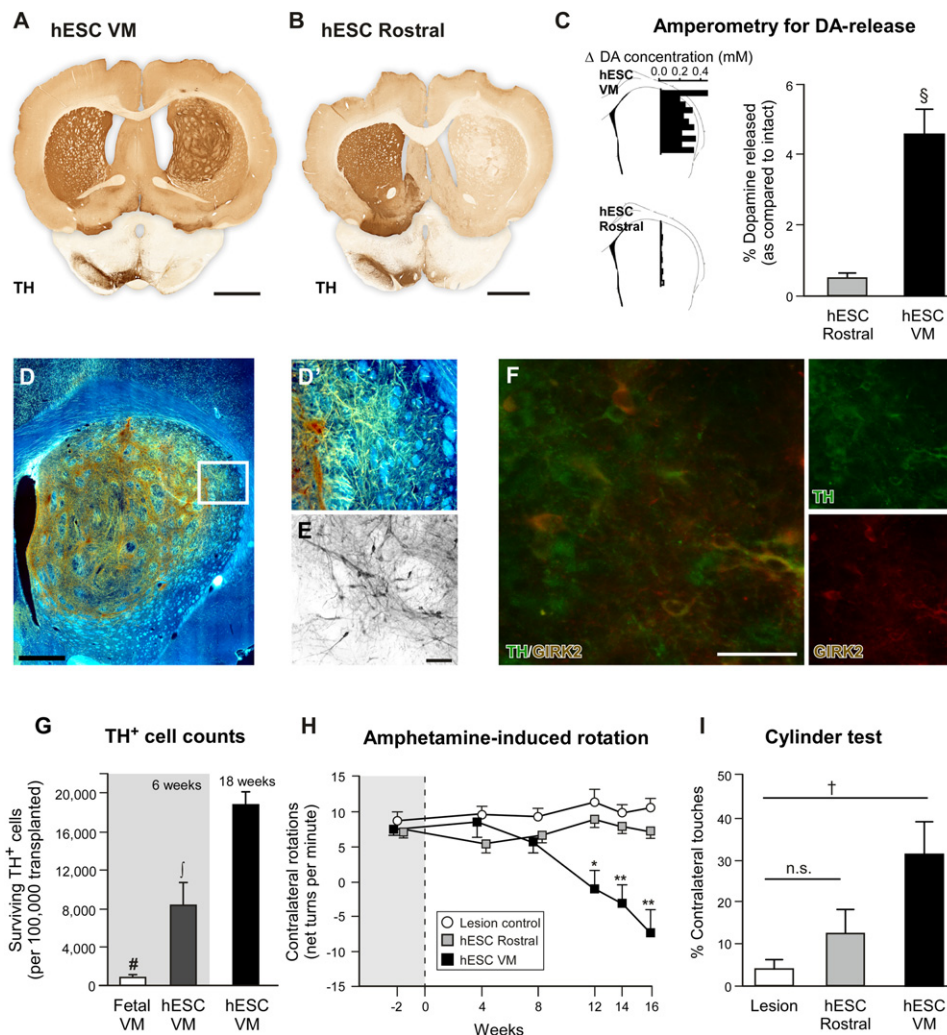 A
hESC VM
TH
B
hESC Rostral
TH
C
Amperometry for DA-release
Δ DA concentration (mM)
0.0 0.2 0.4
hESC
VM
hESC
Rostral
% Dopamine released
(as compared to intact)
6
4
2
0
§
hESC
Rostral
hESC
VM
D
D'
E
F
TH/GIRK2
TH
GIRK2
G
TH+ cell counts
Surviving TH+ cells
(per 100,000 transplanted)
20,000
16,000
12,000
8,000
4,000
0
6 weeks
18 weeks
#
∫
Fetal
VM
hESC
VM
hESC
VM
H
Amphetamine-induced rotation
Contralateral rotations
(net turns per minute)
15
10
5
0
-5
-10
-15
* ** **
Lesion control
hESC Rostral
hESC VM
-2 0 4 8 12 14 16
Weeks
I
Cylinder test
% Contralateral touches
50
40
30
20
10
0
†
n.s.
Lesion
hESC
Rostral
hESC
VM